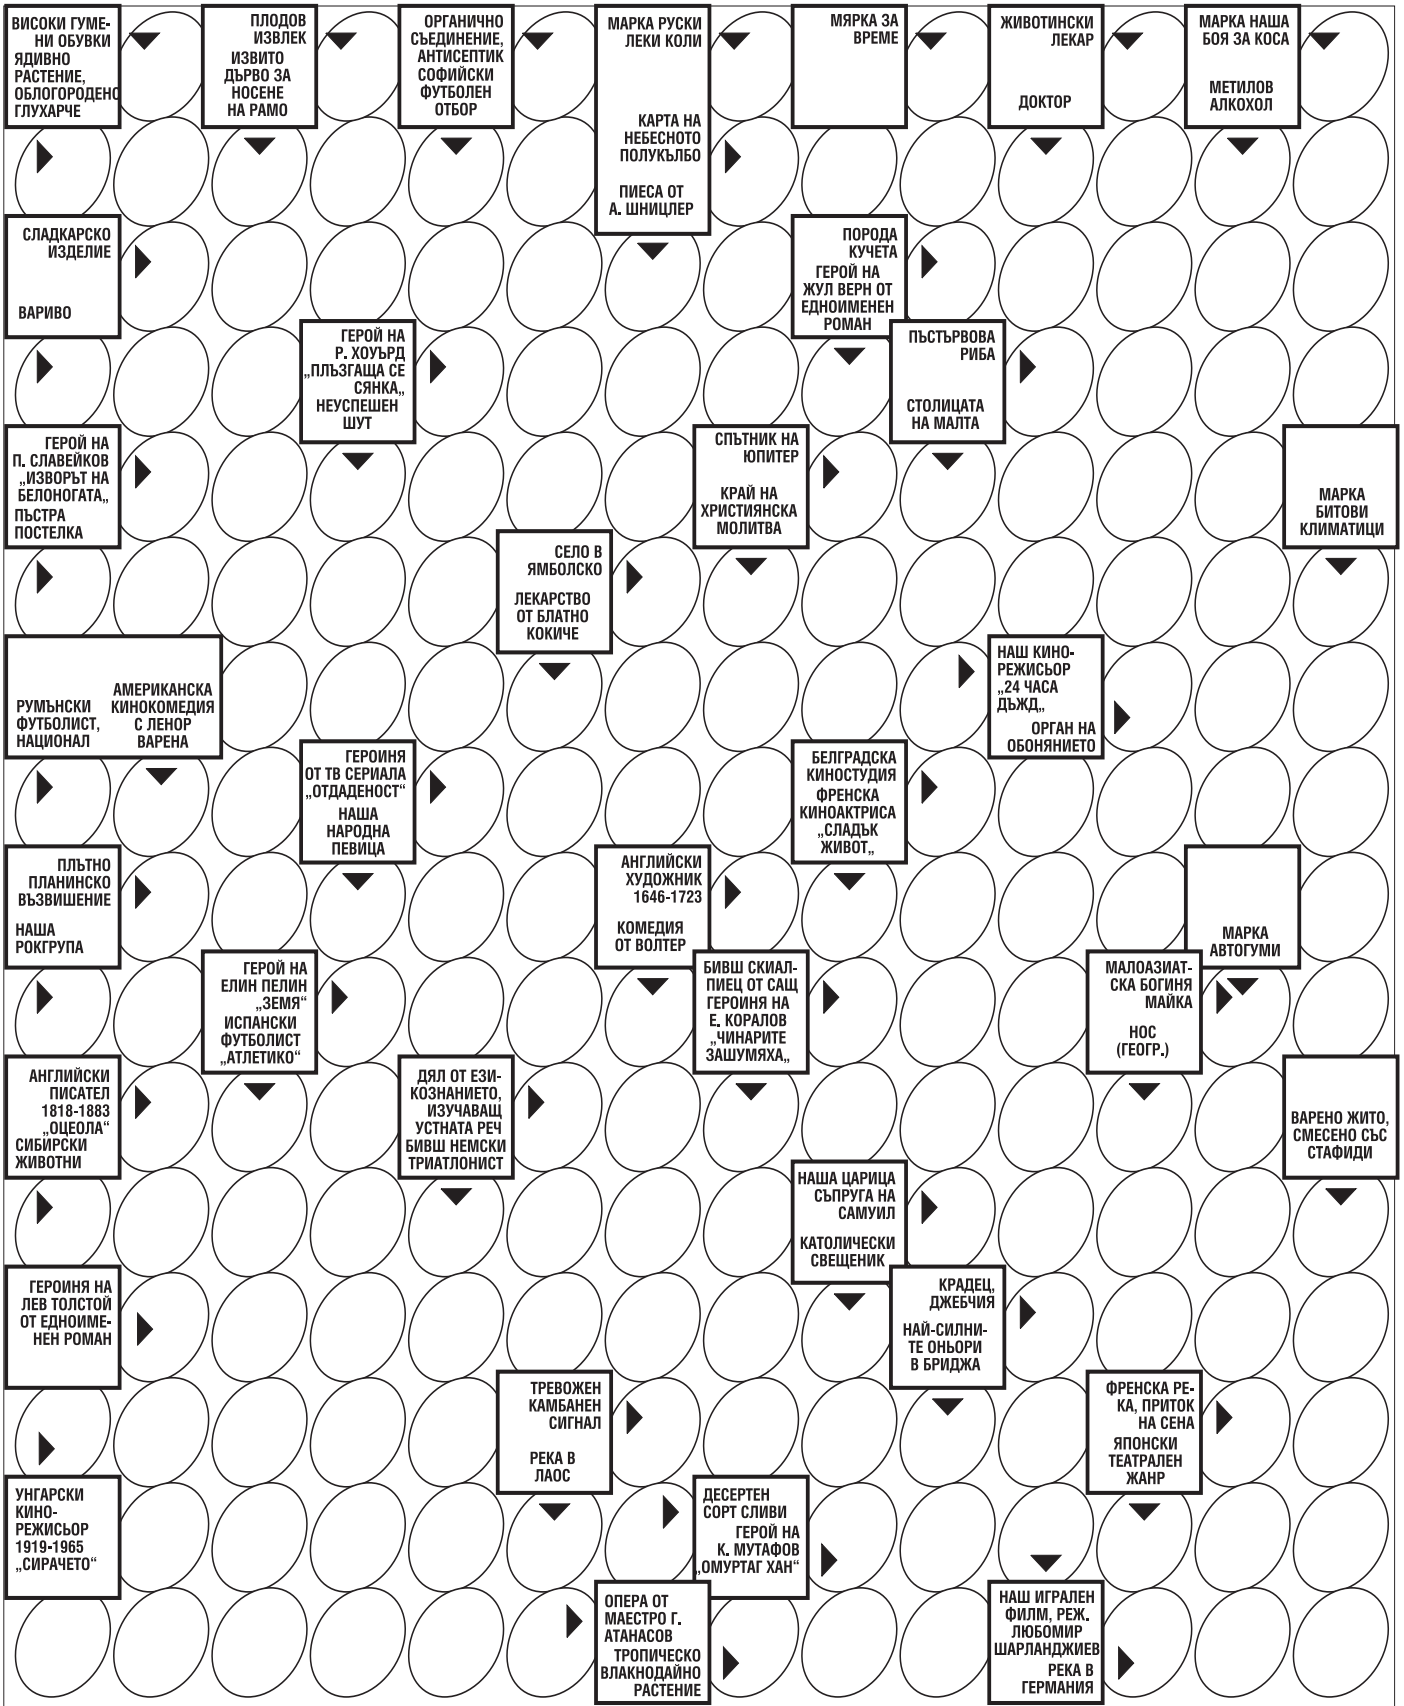 ВИСОКИ ГУМЕ-
НИ ОБУВКИ
ЯДИВНО
РАСТЕНИЕ,
ОБЛОГОРОДЕНО
ГЛУХАРЧЕ
ПЛОДОВ
ИЗВЛЕК
ИЗВИТО
ДЪРВО ЗА
НОСЕНЕ
НА РАМО
ОРГАНИЧНО
СЪЕДИНЕНИЕ,
АНТИСЕПТИК
СОФИЙСКИ
ФУТБОЛЕН
ОТБОР
МАРКА РУСКИ
ЛЕКИ КОЛИ
КАРТА НА
НЕБЕСНОТО
ПОЛУКЪЛБО
ПИЕСА ОТ
А. ШНИЦЛЕР
МЯРКА ЗА
ВРЕМЕ
ЖИВОТИНСКИ
ЛЕКАР
ДОКТОР
МАРКА НАША
БОЯ ЗА КОСА
МЕТИЛОВ
АЛКОХОЛ
СЛАДКАРСКО
ИЗДЕЛИЕ
ВАРИВО
ПОРОДА
КУЧЕТА
ГЕРОЙ НА
ЖУЛ ВЕРН ОТ
ЕДНОИМЕНЕН
РОМАН
ГЕРОЙ НА
Р. ХОУЪРД
„ПЛЪЗГАЩА СЕ
СЯНКА„
НЕУСПЕШЕН
ШУТ
ПЪСТЪРВОВА
РИБА
СТОЛИЦАТА
НА МАЛТА
ГЕРОЙ НА
П. СЛАВЕЙКОВ
„ИЗВОРЪТ НА
БЕЛОНОГАТА„
ПЪСТРА
ПОСТЕЛКА
СПЪТНИК НА
ЮПИТЕР
КРАЙ НА
ХРИСТИЯНСКА
МОЛИТВА
МАРКА
БИТОВИ
КЛИМАТИЦИ
СЕЛО В
ЯМБОЛСКО
ЛЕКАРСТВО
ОТ БЛАТНО
КОКИЧЕ
РУМЪНСКИ
ФУТБОЛИСТ,
НАЦИОНАЛ
АМЕРИКАНСКА
КИНОКОМЕДИЯ
С ЛЕНОР
ВАРЕНА
НАШ КИНО-
РЕЖИСЬОР
„24 ЧАСА
ДЪЖД„
ОРГАН НА
ОБОНЯНИЕТО
ГЕРОИНЯ
ОТ ТВ СЕРИАЛА
„ОТДАДЕНОСТ“
НАША
НАРОДНА
ПЕВИЦА
БЕЛГРАДСКА
КИНОСТУДИЯ
ФРЕНСКА
КИНОАКТРИСА
„СЛАДЪК
ЖИВОТ„
ПЛЪТНО
ПЛАНИНСКО
ВЪЗВИШЕНИЕ
НАША
РОКГРУПА
АНГЛИЙСКИ
ХУДОЖНИК
1646-1723
КОМЕДИЯ
ОТ ВОЛТЕР
МАРКА
АВТОГУМИ
ГЕРОЙ НА
ЕЛИН ПЕЛИН
„ЗЕМЯ“
ИСПАНСКИ
ФУТБОЛИСТ
„АТЛЕТИКО“
БИВШ СКИАЛ-
ПИЕЦ ОТ САЩ
ГЕРОИНЯ НА
Е. КОРАЛОВ
„ЧИНАРИТЕ
ЗАШУМЯХА„
МАЛОАЗИАТ-
СКА БОГИНЯ
МАЙКА
НОС
(ГЕОГР.)
АНГЛИЙСКИ
ПИСАТЕЛ
1818-1883
„ОЦЕОЛА“
СИБИРСКИ
ЖИВОТНИ
ДЯЛ ОТ ЕЗИ-
КОЗНАНИЕТО,
ИЗУЧАВАЩ
УСТНАТА РЕЧ
БИВШ НЕМСКИ
ТРИАТЛОНИСТ
ВАРЕНО ЖИТО,
СМЕСЕНО СЪС
СТАФИДИ
НАША ЦАРИЦА
СЪПРУГА НА
САМУИЛ
КАТОЛИЧЕСКИ
СВЕЩЕНИК
ГЕРОИНЯ НА
ЛЕВ ТОЛСТОЙ
ОТ ЕДНОИМЕ-
НЕН РОМАН
КРАДЕЦ,
ДЖЕБЧИЯ
НАЙ-СИЛНИ-
ТЕ ОНЬОРИ
В БРИДЖА
ТРЕВОЖЕН
КАМБАНЕН
СИГНАЛ
РЕКА В
ЛАОС
ФРЕНСКА РЕ-
КА, ПРИТОК
НА СЕНА
ЯПОНСКИ
ТЕАТРАЛЕН
ЖАНР
УНГАРСКИ
КИНО-
РЕЖИСЬОР
1919-1965
„СИРАЧЕТО“
ДЕСЕРТЕН
СОРТ СЛИВИ
ГЕРОЙ НА
К. МУТАФОВ
„ОМУРТАГ ХАН“
ОПЕРА ОТ
МАЕСТРО Г.
АТАНАСОВ
ТРОПИЧЕСКО
ВЛАКНОДАЙНО
РАСТЕНИЕ
НАШ ИГРАЛЕН
ФИЛМ, РЕЖ.
ЛЮБОМИР
ШАРЛАНДЖИЕВ
РЕКА В
ГЕРМАНИЯ